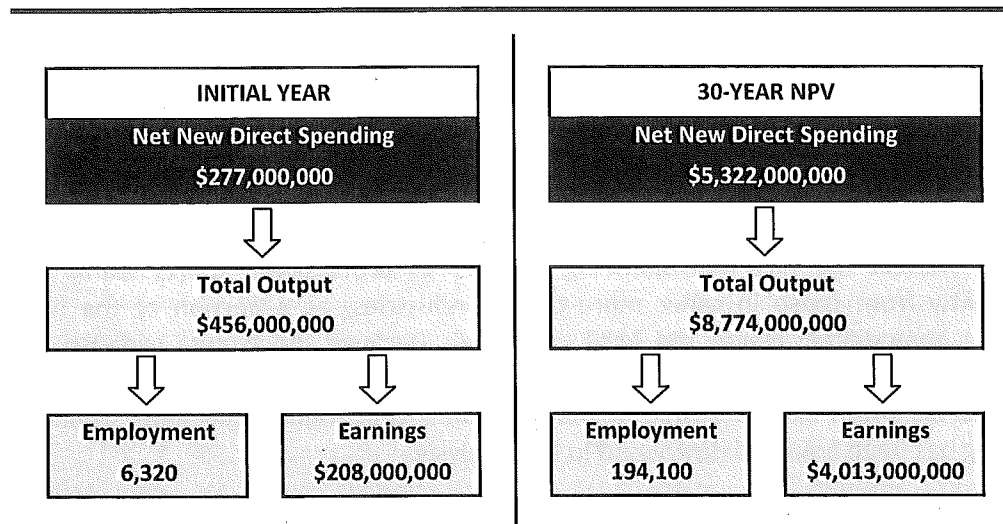 INITIAL YEAR
Net New Direct Spending
$277,000,000
Total Output
$456,000,000
Employment
6,320
Earnings
$208,000,000
30-YEAR NPV
Net New Direct Spending
$5,322,000,000
Total Output
$8,774,000,000
Employment
194,100
Earnings
$4,013,000,000